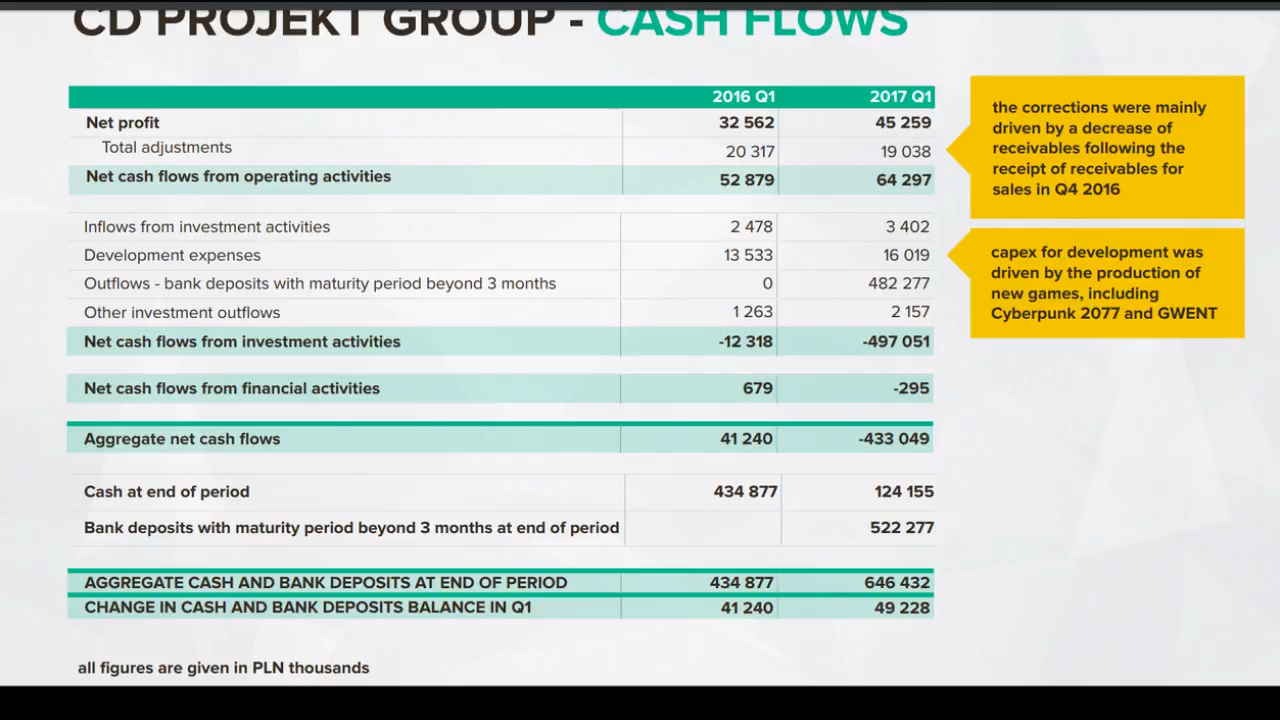 CD PROJEKT GROUP - CASH FLOWS
2016 Q1 2017 Q1
Net profit 32 562 45 259
Total adjustments 20 317 19 038
Net cash flows from operating activities 52 879 64 297
the corrections were mainly
driven by a decrease of
receivables following the
receipt of receivables for
sales in Q4 2016
Inflows from investment activities 2 478 3 402
Development expenses 13 533 16 019
Outflows - bank deposits with maturity period beyond 3 months 0 482 277
Other investment outflows 1 263 2 157
Net cash flows from investment activities -12 318 -497 051
capex for development was
driven by the production of
new games, including
Cyberpunk 2077 and GWENT
Net cash flows from financial activities 679 -295
Aggregate net cash flows 41 240 -433 049
Cash at end of period 434 877 124 155
Bank deposits with maturity period beyond 3 months at end of period 522 277
AGGREGATE CASH AND BANK DEPOSITS AT END OF PERIOD 434 877 646 432
CHANGE IN CASH AND BANK DEPOSITS BALANCE IN Q1 41 240 49 228
all figures are given in PLN thousands